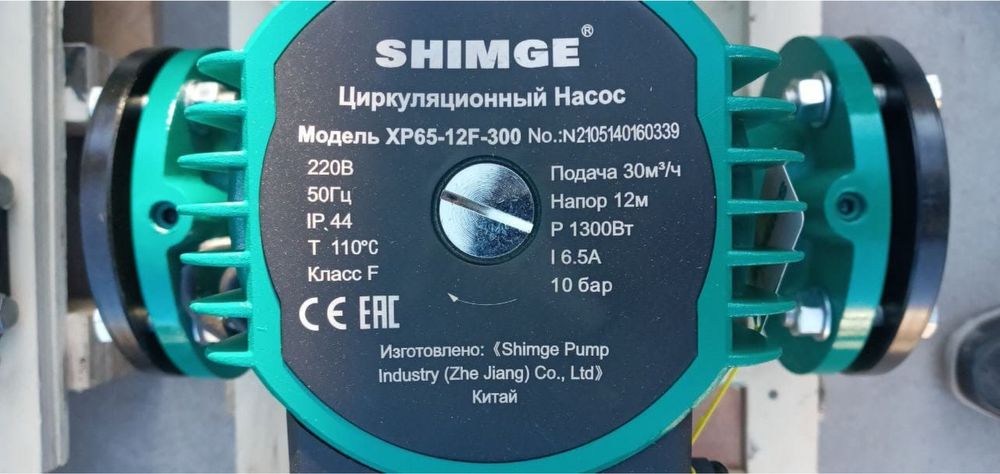 SHIMGE®
Циркуляционный Насос
Модель XP65-12F-300 No.:N2105140160339
220В
50Гц
IP 44
T 110°C
Класс F
Подача 30м³/ч
Напор 12м
P 1300Вт
I 6.5A
10 бар
CE EAC
Изготовлено:《Shimge Pump
Industry (Zhe Jiang) Co., Ltd》
Китай